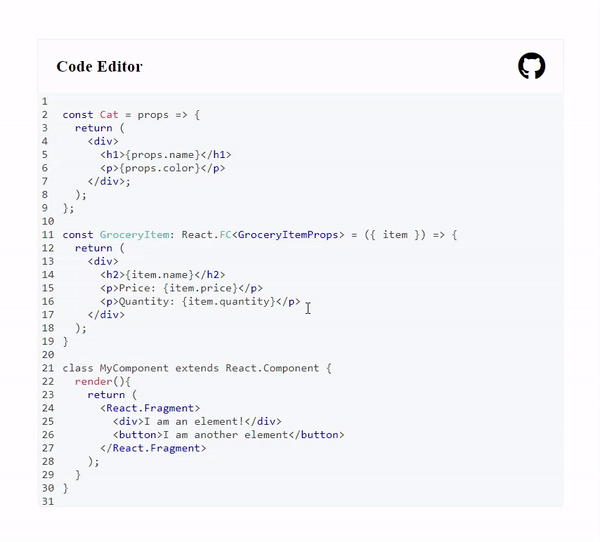 Code Editor
1
2 const Cat = props => {
3   return (
4     <div>
5       <h1>{props.name}</h1>
6       <p>{props.color}</p>
7     </div>;
8   );
9 };
10
11 const GroceryItem: React.FC<GroceryItemProps> = ({ item }) => {
12   return (
13     <div>
14       <h2>{item.name}</h2>
15       <p>Price: {item.price}</p>
16       <p>Quantity: {item.quantity}</p>
17     </div>
18   );
19 }
20
21 class MyComponent extends React.Component {
22   render(){
23     return (
24       <React.Fragment>
25         <div>I am an element!</div>
26         <button>I am another element</button>
27       </React.Fragment>
28     );
29   }
30 }
31